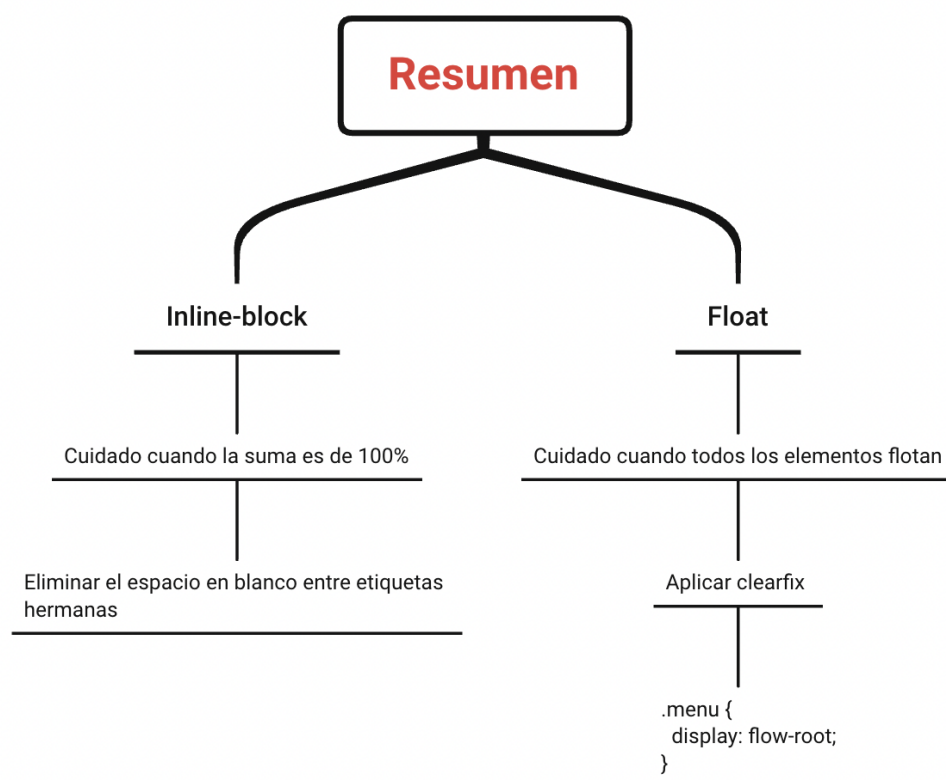 Resumen
Inline-block
Cuidado cuando la suma es de 100%
Eliminar el espacio en blanco entre etiquetas
hermanas
Float
Cuidado cuando todos los elementos flotan
Aplicar clearfix
.menu {
  display: flow-root;
}